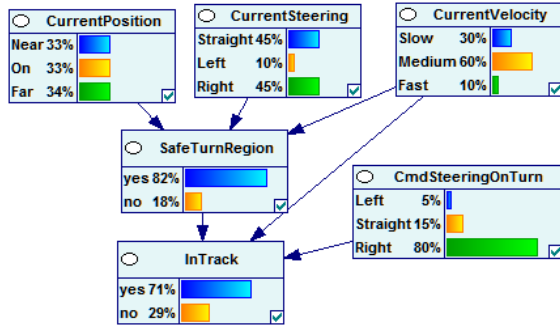 CurrentPosition
Near 33%
On 33%
Far 34%
CurrentSteering
Straight 45%
Left 10%
Right 45%
CurrentVelocity
Slow 30%
Medium 60%
Fast 10%
SafeTurnRegion
yes 82%
no 18%
CmdSteeringOnTurn
Left 5%
Straight 15%
Right 80%
InTrack
yes 71%
no 29%